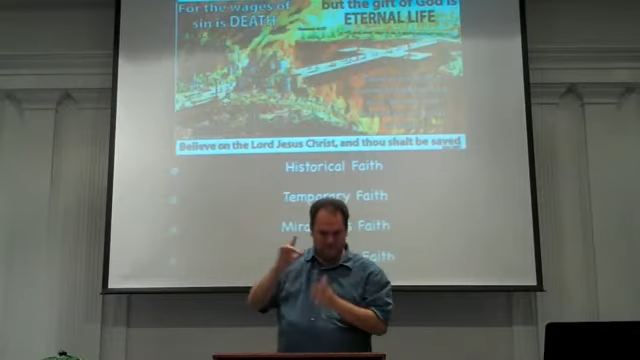 For the wages of
sin is DEATH
but the gift of God is
ETERNAL LIFE
Believe on the Lord Jesus Christ, and thou shalt be saved
Historical Faith
Temporary Faith
Faith
Faith